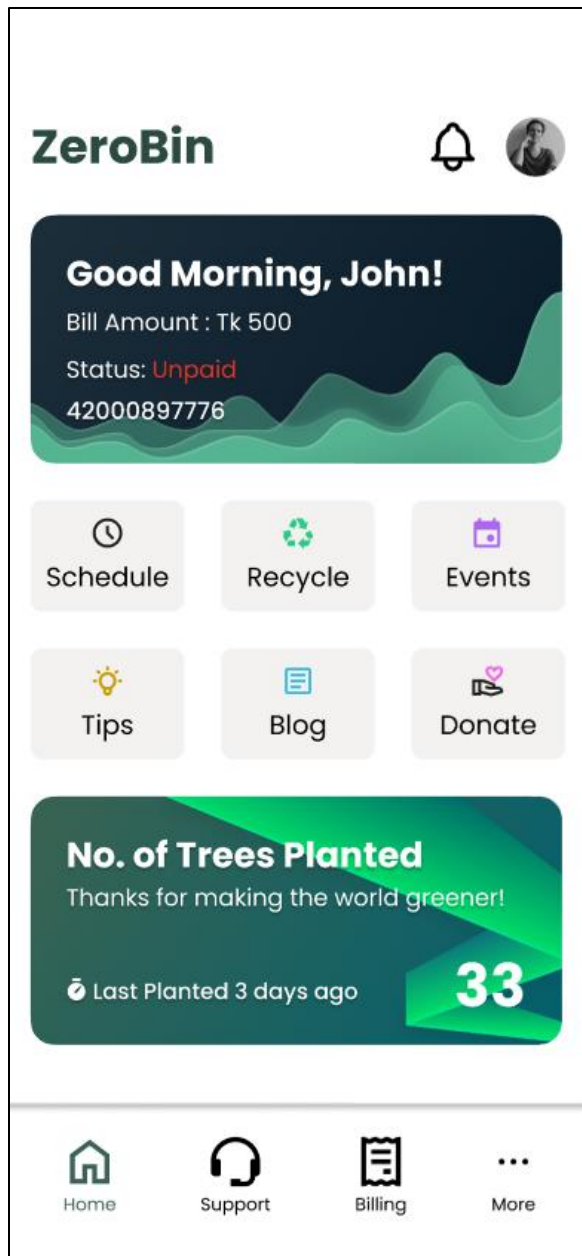 ZeroBin
Good Morning, John!
Bill Amount : Tk 500
Status: Unpaid
42000897776
Schedule
Recycle
Events
Tips
Blog
Donate
No. of Trees Planted
Thanks for making the world greener!
Last Planted 3 days ago
33
Home
Support
Billing
More